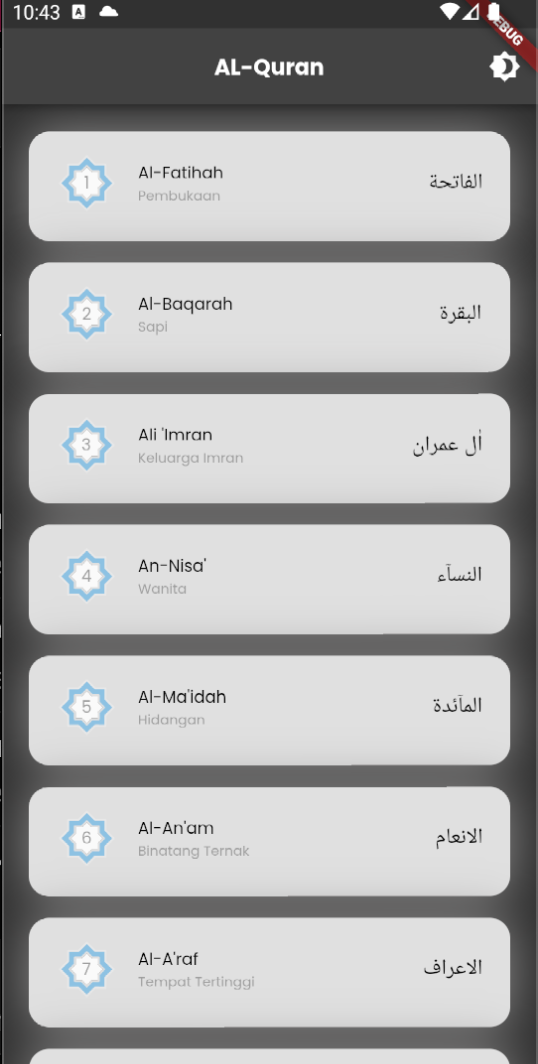 10:43 A
DEBUG
AL-Quran
1 Al-Fatihah الفاتحة
Pembukaan
2 Al-Baqarah البقرة
Sapi
3 Ali 'Imran اٰل عمران
Keluarga Imran
4 An-Nisa' النسآء
Wanita
5 Al-Ma'idah المآئدة
Hidangan
6 Al-An'am الانعام
Binatang Ternak
7 Al-A'raf الاعراف
Tempat Tertinggi